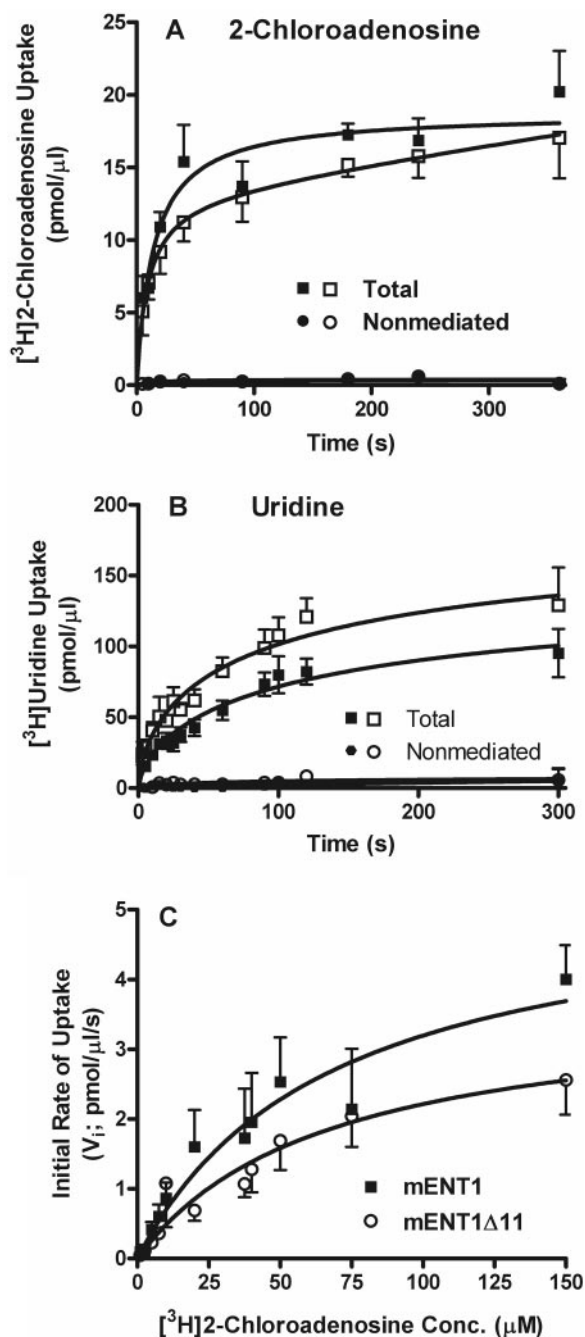 A 2-Chloroadenosine
[³H]2-Chloroadenosine Uptake
(pmol/µl)
25
20
15
10
5
0
■ □ Total
● ○ Nonmediated
0 100 200 300
Time (s)
B Uridine
[³H]Uridine Uptake
(pmol/µl)
200
150
100
50
0
■ □ Total
● ○ Nonmediated
0 100 200 300
Time (s)
C
Initial Rate of Uptake
(Vᵢ; pmol/µl/s)
5
4
3
2
1
0
■ mENT1
○ mENT1Δ11
0 25 50 75 100 125 150
[³H]2-Chloroadenosine Conc. (µM)